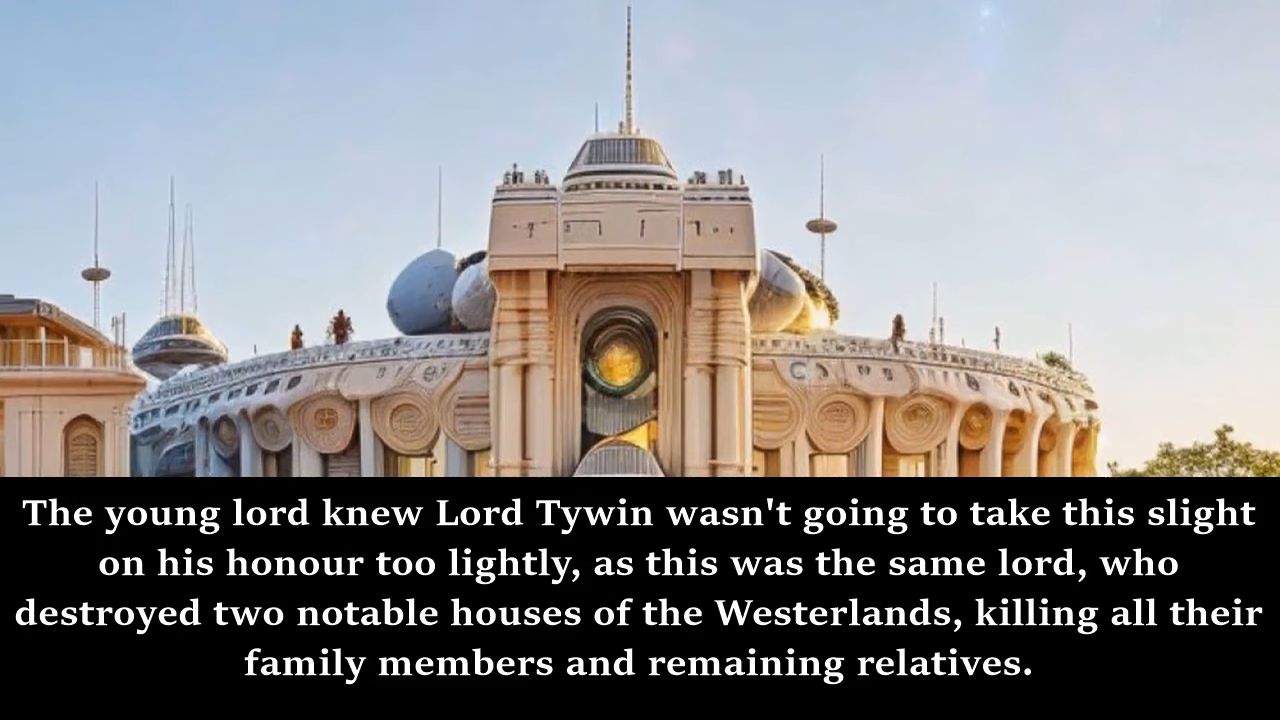 The young lord knew Lord Tywin wasn't going to take this slight
on his honour too lightly, as this was the same lord, who
destroyed two notable houses of the Westerlands, killing all their
family members and remaining relatives.